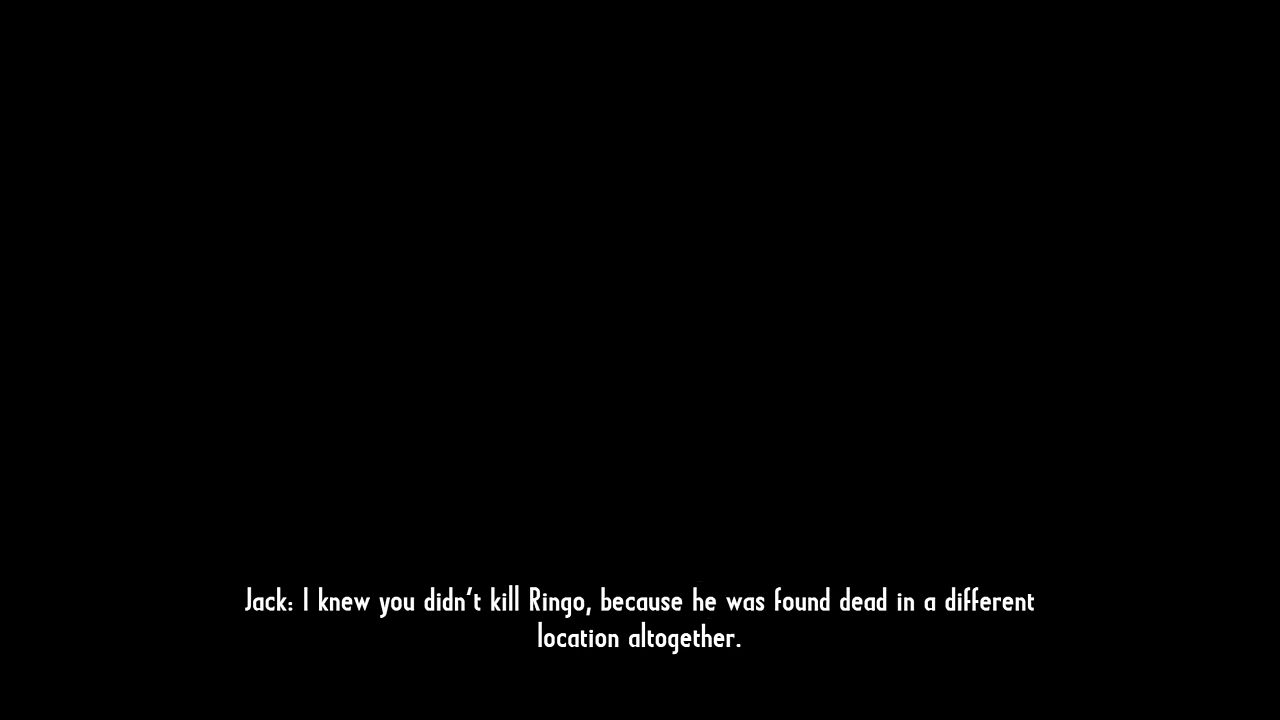 Jack: I knew you didn't kill Ringo, because he was found dead in a different
location altogether.